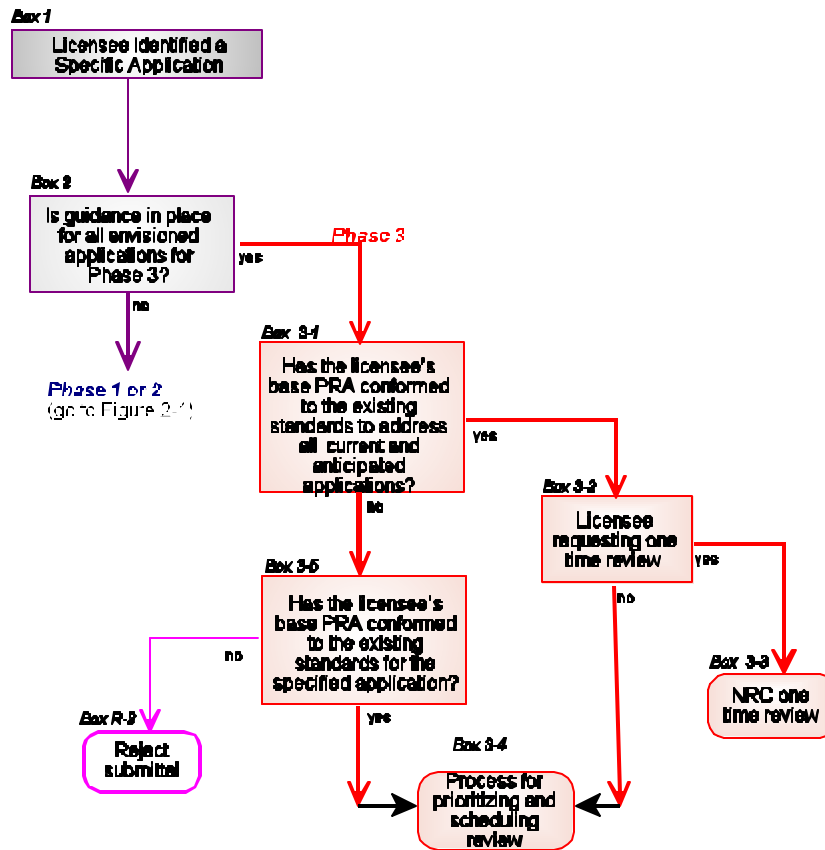 Box 1
Licensee identified a
Specific Application
Box 2
Is guidance in place
for all envisioned
applications for
Phase 3?
yes
Phase 3
no
Phase 1 or 2
(go to Figure 2-1)
Box 3-1
Has the licensee's
base PRA conformed
to the existing
standards to address
all current and
anticipated
applications?
yes
no
Box 3-2
Licensee
requesting one
time review
yes
no
Box 3-3
NRC one
time review
Box 3-5
Has the licensee's
base PRA conformed
to the existing
standards for the
specified application?
no
yes
Box R-3
Reject
submittal
Box 3-4
Process for
prioritizing and
scheduling
review